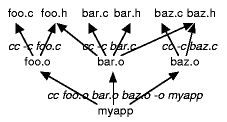 foo.c foo.h bar.c bar.h baz.c baz.h
cc -c foo.c cc -c bar.c cc -c baz.c
foo.o bar.o baz.o
cc foo.o bar.o baz.o -o myapp
myapp